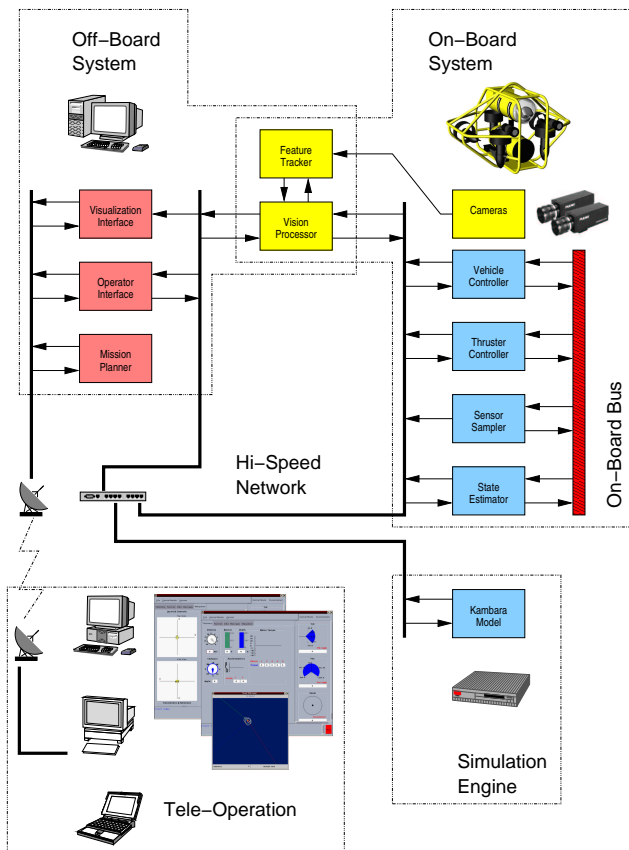 Off–Board
System
On–Board
System
Feature
Tracker
Visualization
Interface
Vision
Processor
Cameras
Operator
Interface
Vehicle
Controller
Mission
Planner
Thruster
Controller
Sensor
Sampler
On–Board Bus
Hi–Speed
Network
State
Estimator
Kambara
Model
Simulation
Engine
Tele–Operation